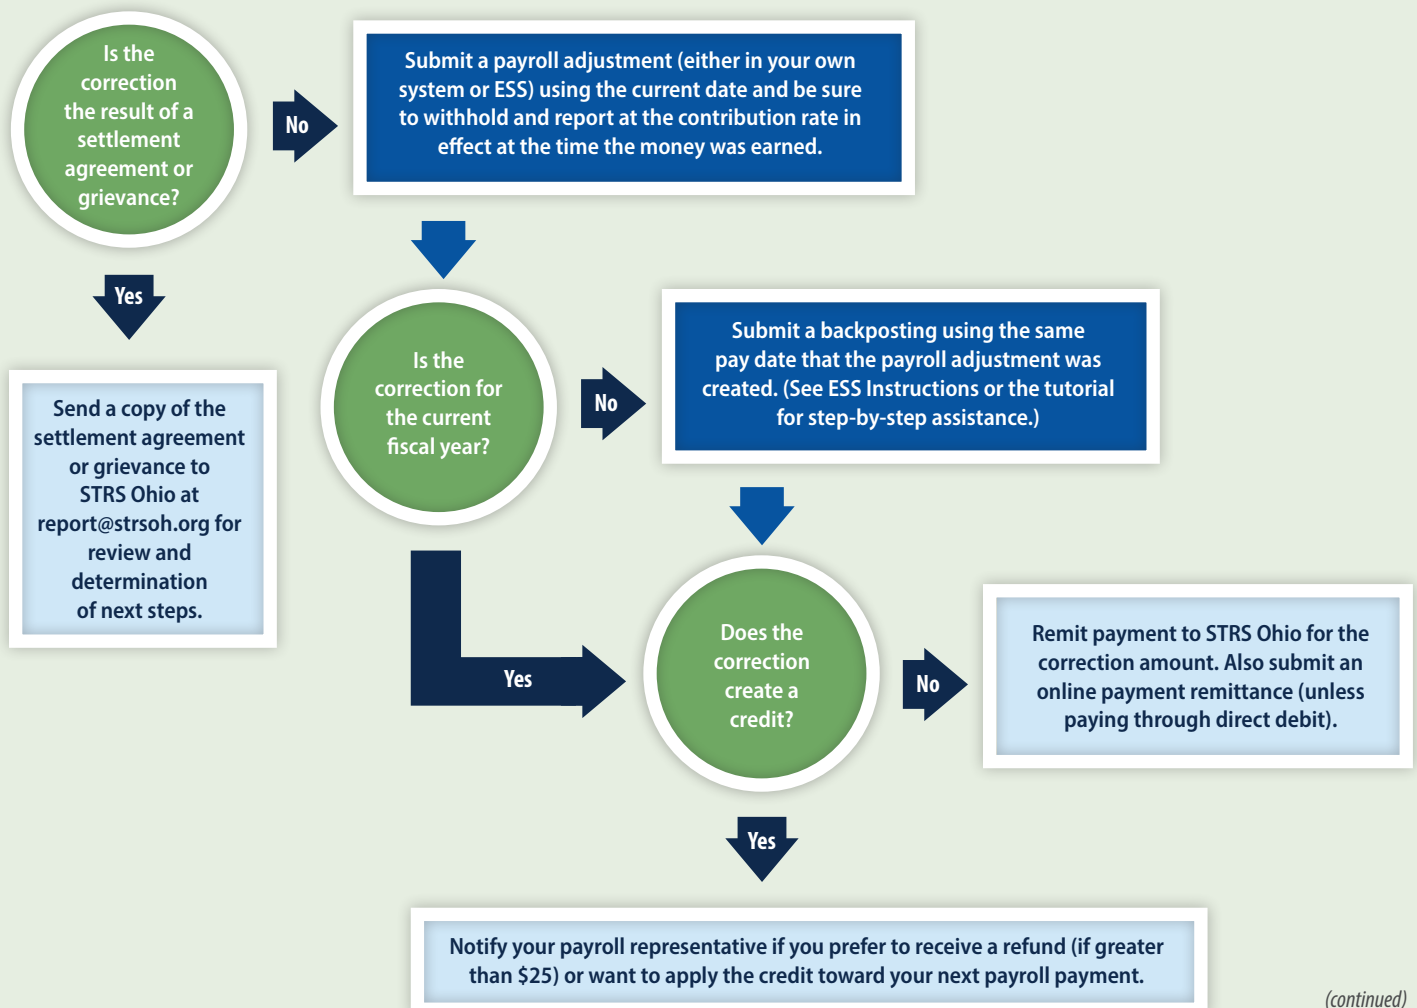 Is the
correction
the result of a
settlement
agreement or
grievance?
No
Submit a payroll adjustment (either in your own
system or ESS) using the current date and be sure
to withhold and report at the contribution rate in
effect at the time the money was earned.
Yes
Send a copy of the
settlement agreement
or grievance to
STRS Ohio at
report@strsoh.org for
review and
determination
of next steps.
Is the
correction for
the current
fiscal year?
No
Submit a backposting using the same
pay date that the payroll adjustment was
created. (See ESS Instructions or the tutorial
for step-by-step assistance.)
Yes
Does the
correction
create a
credit?
No
Remit payment to STRS Ohio for the
correction amount. Also submit an
online payment remittance (unless
paying through direct debit).
Yes
Notify your payroll representative if you prefer to receive a refund (if greater
than $25) or want to apply the credit toward your next payroll payment.
(continued)